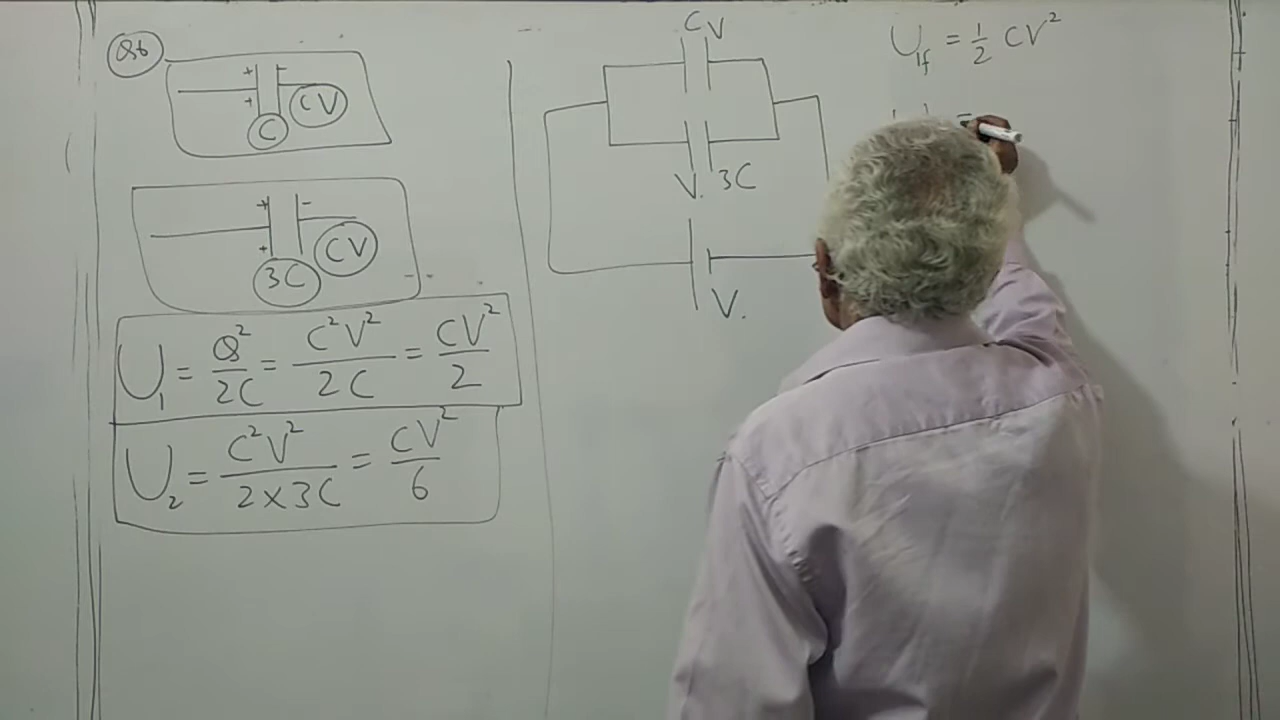 Q6
+ -
+
CV
C
+ -
+
CV
3C
U₁ = Q²/2C = C²V²/2C = CV²/2
U₂ = C²V²/2×3C = CV²/6
C V
V. 3C
V.
U₁f = 1/2 CV²
=